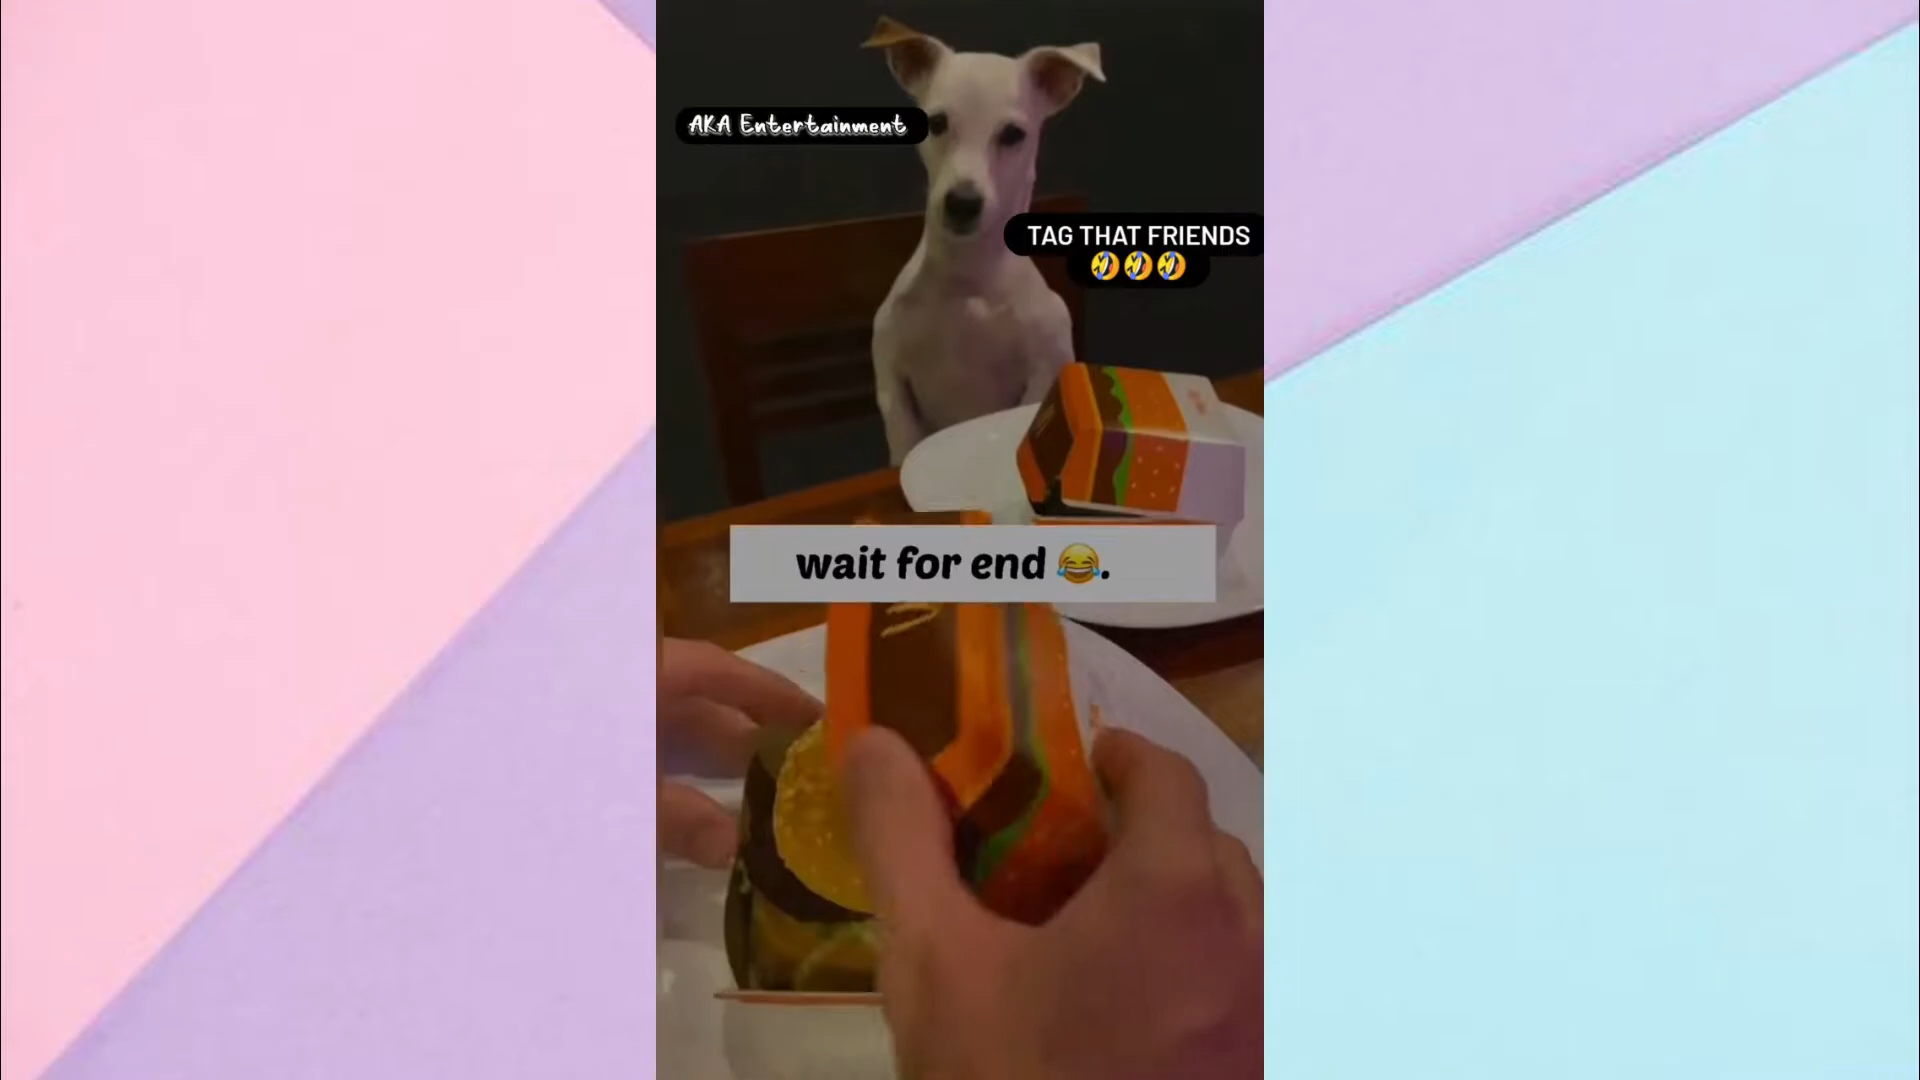 AKA Entertainment
TAG THAT FRIENDS
🤣🤣🤣
wait for end 😂.